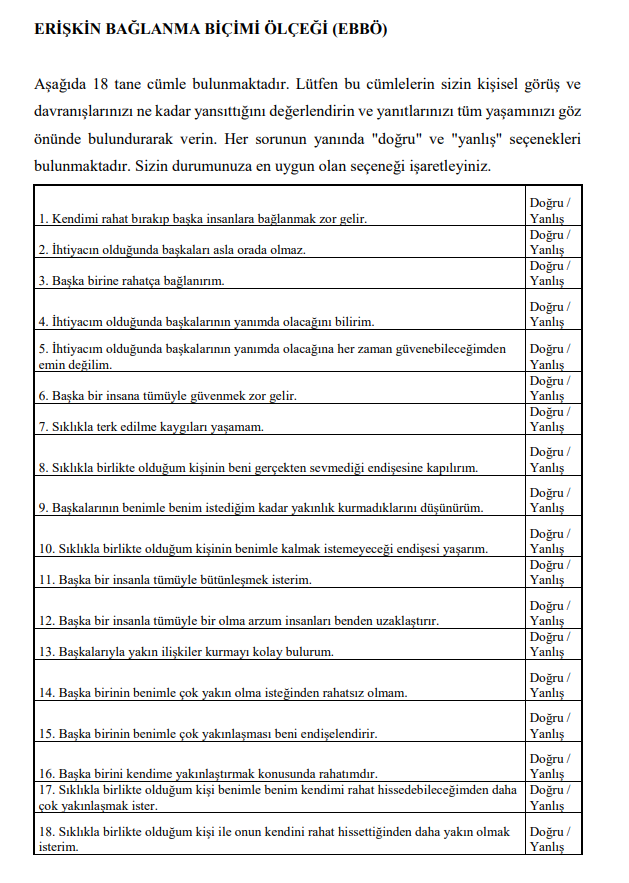 ERİŞKİN BAĞLANMA BİÇİMİ ÖLÇEĞİ (EBBÖ)
Aşağıda 18 tane cümle bulunmaktadır. Lütfen bu cümlelerin sizin kişisel görüş ve
davranışlarınızı ne kadar yansıttığını değerlendirin ve yanıtlarınızı tüm yaşamınızı göz
önünde bulundurarak verin. Her sorunun yanında "doğru" ve "yanlış" seçenekleri
bulunmaktadır. Sizin durumunuza en uygun olan seçeneği işaretleyiniz.
1. Kendimi rahat bırakıp başka insanlara bağlanmak zor gelir.
Doğru /
Yanlış
2. İhtiyacın olduğunda başkaları asla orada olmaz.
Doğru /
Yanlış
3. Başka birine rahatça bağlanırım.
Doğru /
Yanlış
4. İhtiyacım olduğunda başkalarının yanımda olacağını bilirim.
Doğru /
Yanlış
5. İhtiyacım olduğunda başkalarının yanımda olacağına her zaman güvenebileceğimden
emin değilim.
Doğru /
Yanlış
6. Başka bir insana tümüyle güvenmek zor gelir.
Doğru /
Yanlış
7. Sıklıkla terk edilme kaygıları yaşamam.
Doğru /
Yanlış
8. Sıklıkla birlikte olduğum kişinin beni gerçekten sevmediği endişesine kapılırım.
Doğru /
Yanlış
9. Başkalarının benimle benim istediğim kadar yakınlık kurmadıklarını düşünürüm.
Doğru /
Yanlış
10. Sıklıkla birlikte olduğum kişinin benimle kalmak istemeyeceği endişesi yaşarım.
Doğru /
Yanlış
11. Başka bir insanla tümüyle bütünleşmek isterim.
Doğru /
Yanlış
12. Başka bir insanla tümüyle bir olma arzum insanları benden uzaklaştırır.
Doğru /
Yanlış
13. Başkalarıyla yakın ilişkiler kurmayı kolay bulurum.
Doğru /
Yanlış
14. Başka birinin benimle çok yakın olma isteğinden rahatsız olmam.
Doğru /
Yanlış
15. Başka birinin benimle çok yakınlaşması beni endişelendirir.
Doğru /
Yanlış
16. Başka birini kendime yakınlaştırmak konusunda rahatımdır.
Doğru /
Yanlış
17. Sıklıkla birlikte olduğum kişi benimle benim kendimi rahat hissedebileceğimden daha
çok yakınlaşmak ister.
Doğru /
Yanlış
18. Sıklıkla birlikte olduğum kişi ile onun kendini rahat hissettiğinden daha yakın olmak
isterim.
Doğru /
Yanlış